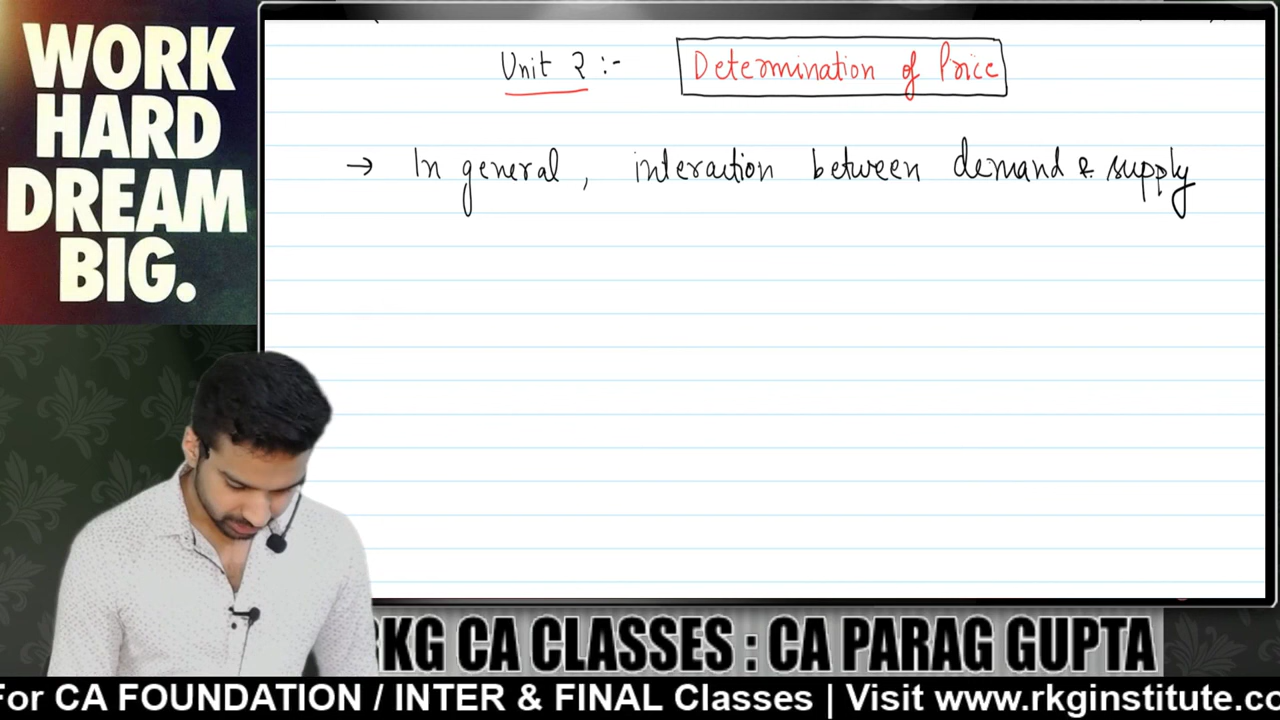 WORK
HARD
DREAM
BIG.
Unit 2 :- Determination of Price
→ In general, interaction between demand & supply
RKG CA CLASSES : CA PARAG GUPTA
For CA FOUNDATION / INTER & FINAL Classes | Visit www.rkginstitute.co